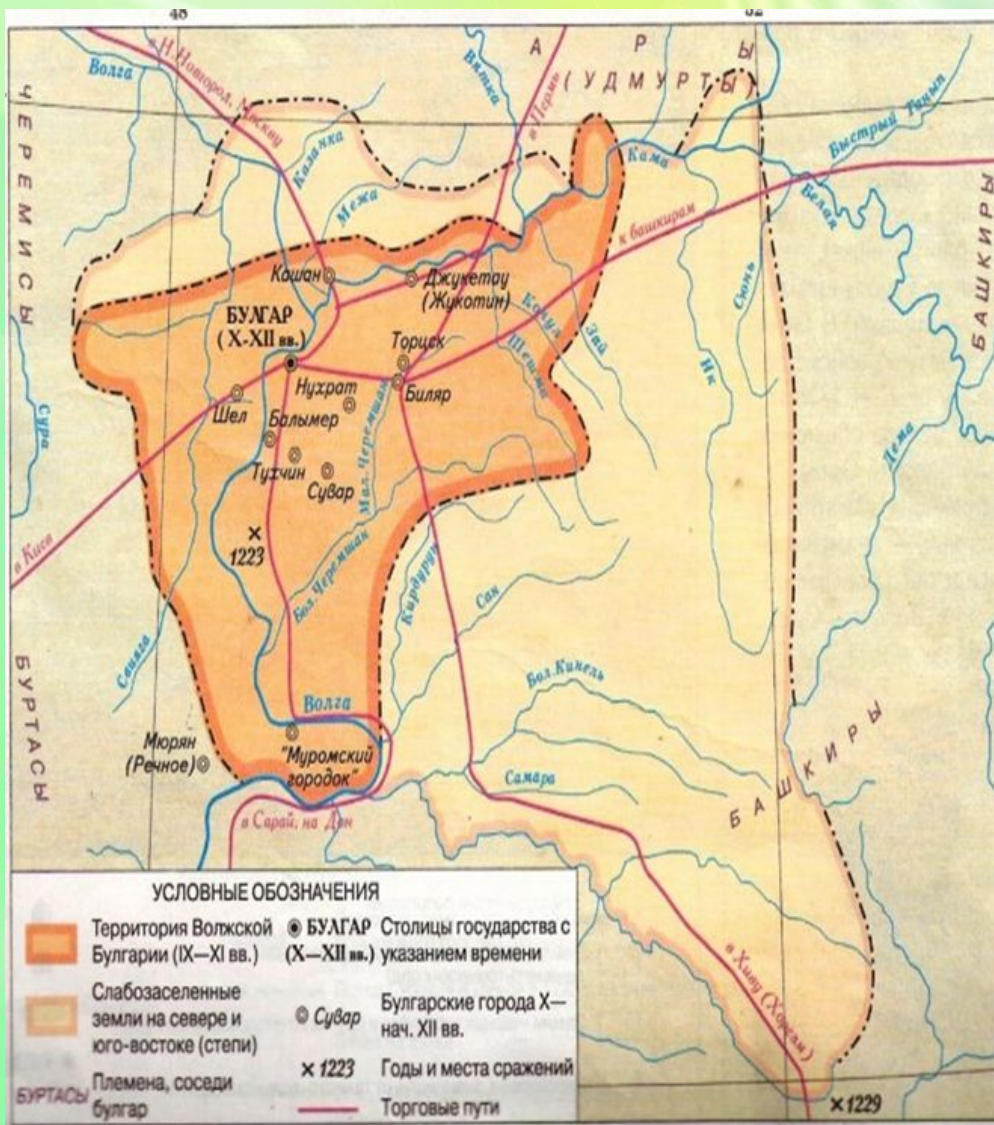 48
52
в Н.Новгород, Москву
Волга
Вятка
А Р Ы
(УДМУРТЫ)
в Пермь
ЧЕРЕМИСЫ
Казанка
Межа
Кама
Быстрый Танып
Белая
БАШКИРЫ
к башкирам
Кашан
Джукетау
(Жукотин)
БУЛГАР
(X-XII вв.)
Торцск
Биляр
Нухрат
Шел
Балымер
Тухчин
Сувар
Мал.Черемшан
Шешма
Зай
Ик
Сюнь
Дема
Сура
в Киев
× 1223
Бол.Черемшан
Кирдурун
Сан
Свияга
Бол.Кинель
БУРТАСЫ
Волга
Мюрян
(Речное)
"Муромский
городок"
Самара
БАШКИРЫ
в Сарай, на Дон
в Хиву (Хорезм)
× 1229
УСЛОВНЫЕ ОБОЗНАЧЕНИЯ
Территория Волжской
Булгарии (IX—XI вв.)
Слабозаселенные
земли на севере и
юго-востоке (степи)
БУРТАСЫ Племена, соседи
булгар
БУЛГАР Столицы государства с
(X—XII вв.) указанием времени
Сувар Булгарские города X—
нач. XII вв.
× 1223 Годы и места сражений
Торговые пути